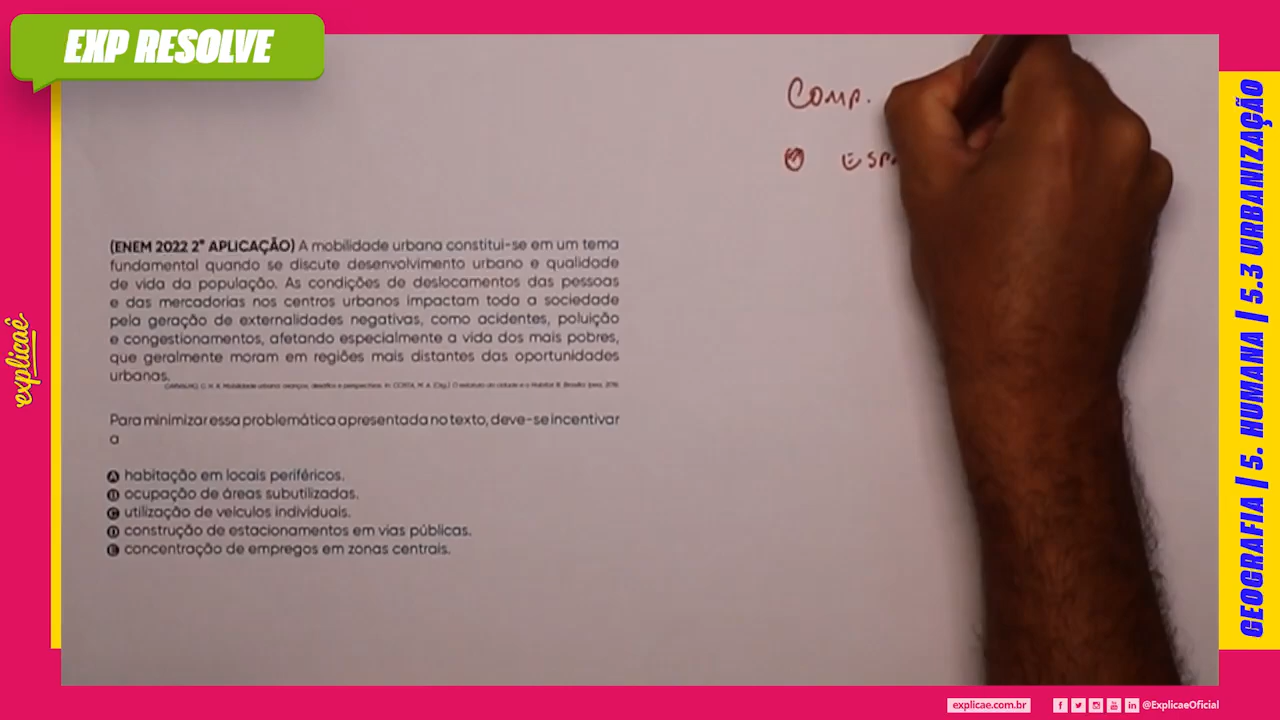 EXP RESOLVE
Comp.
(ENEM 2022 2ª APLICAÇÃO) A mobilidade urbana constitui-se em um tema
fundamental quando se discute desenvolvimento urbano e qualidade
de vida da população. As condições de deslocamentos das pessoas
e das mercadorias nos centros urbanos impactam toda a sociedade
pela geração de externalidades negativas, como acidentes, poluição
e congestionamentos, afetando especialmente a vida dos mais pobres,
que geralmente moram em regiões mais distantes das oportunidades
urbanas.
Para minimizar essa problemática apresentada no texto, deve-se incentivar
a
A habitação em locais periféricos.
B ocupação de áreas subutilizadas.
C utilização de veículos individuais.
D construção de estacionamentos em vias públicas.
E concentração de empregos em zonas centrais.
explicaê
GEOGRAFIA | 5. HUMANA | 5.3 URBANIZAÇÃO
explicae.com.br
@ExplicaeOficial